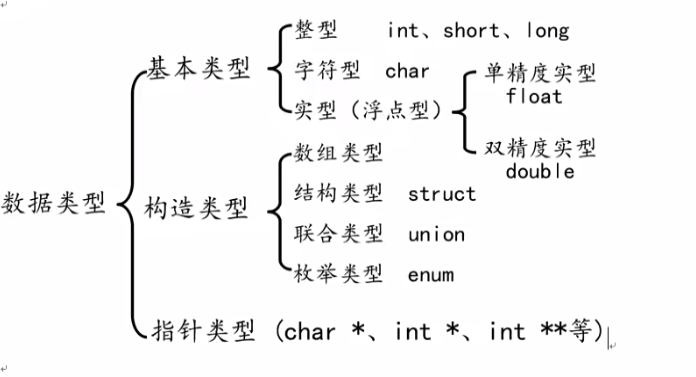 整型 int、short、long
基本类型
字符型 char
实型（浮点型）
单精度实型
float
双精度实型
double
数据类型
构造类型
数组类型
结构类型 struct
联合类型 union
枚举类型 enum
指针类型（char *、int *、int **等）